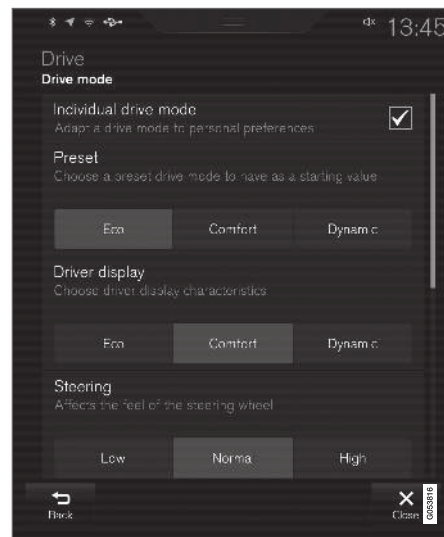 13:45
Drive
Drive mode
Individual drive mode
Adapt a drive mode to personal preferences
Preset
Choose a preset drive mode to have as a starting value
Eco Comfort Dynamic
Driver display
Choose driver display characteristics
Eco Comfort Dynamic
Steering
Affects the feel of the steering wheel
Low Normal High
Back Close
G053816